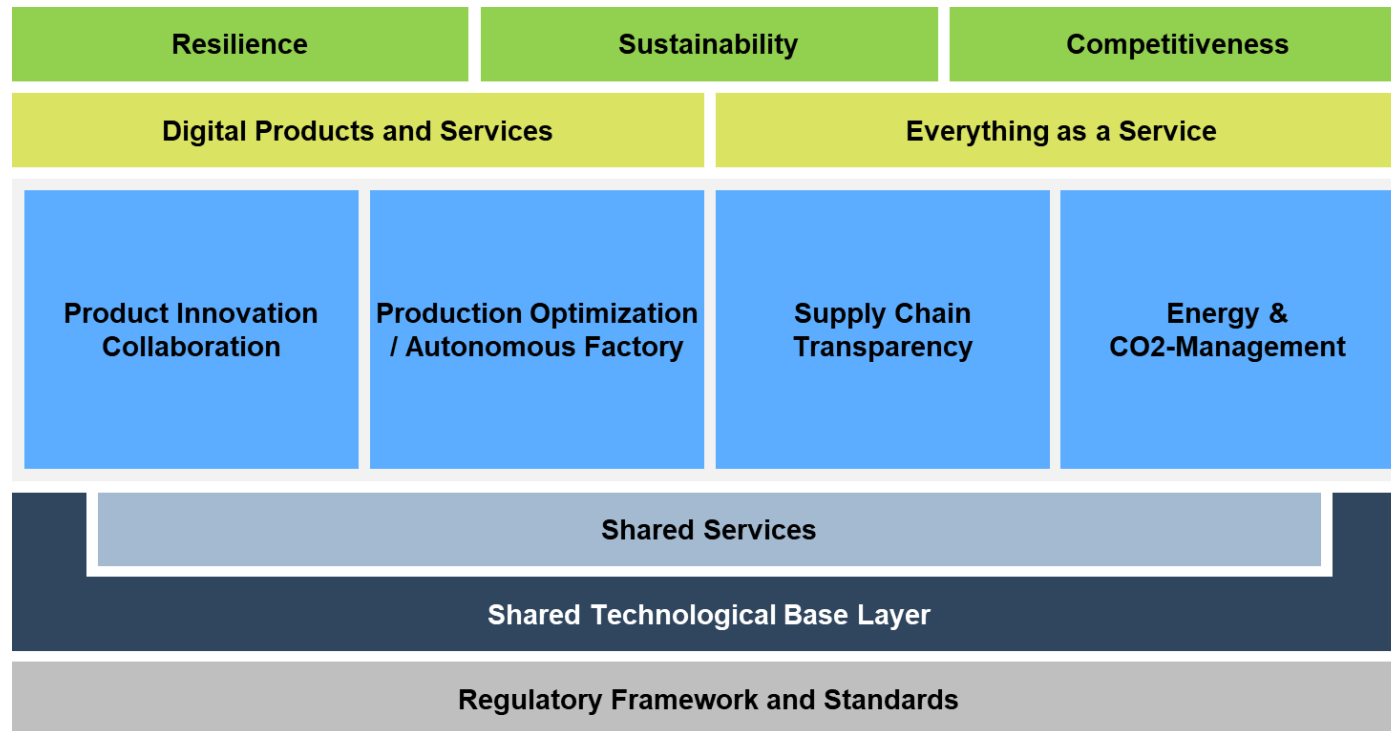 Resilience
Sustainability
Competitiveness
Digital Products and Services
Everything as a Service
Product Innovation
Collaboration
Production Optimization
/ Autonomous Factory
Supply Chain
Transparency
Energy &
CO2-Management
Shared Services
Shared Technological Base Layer
Regulatory Framework and Standards